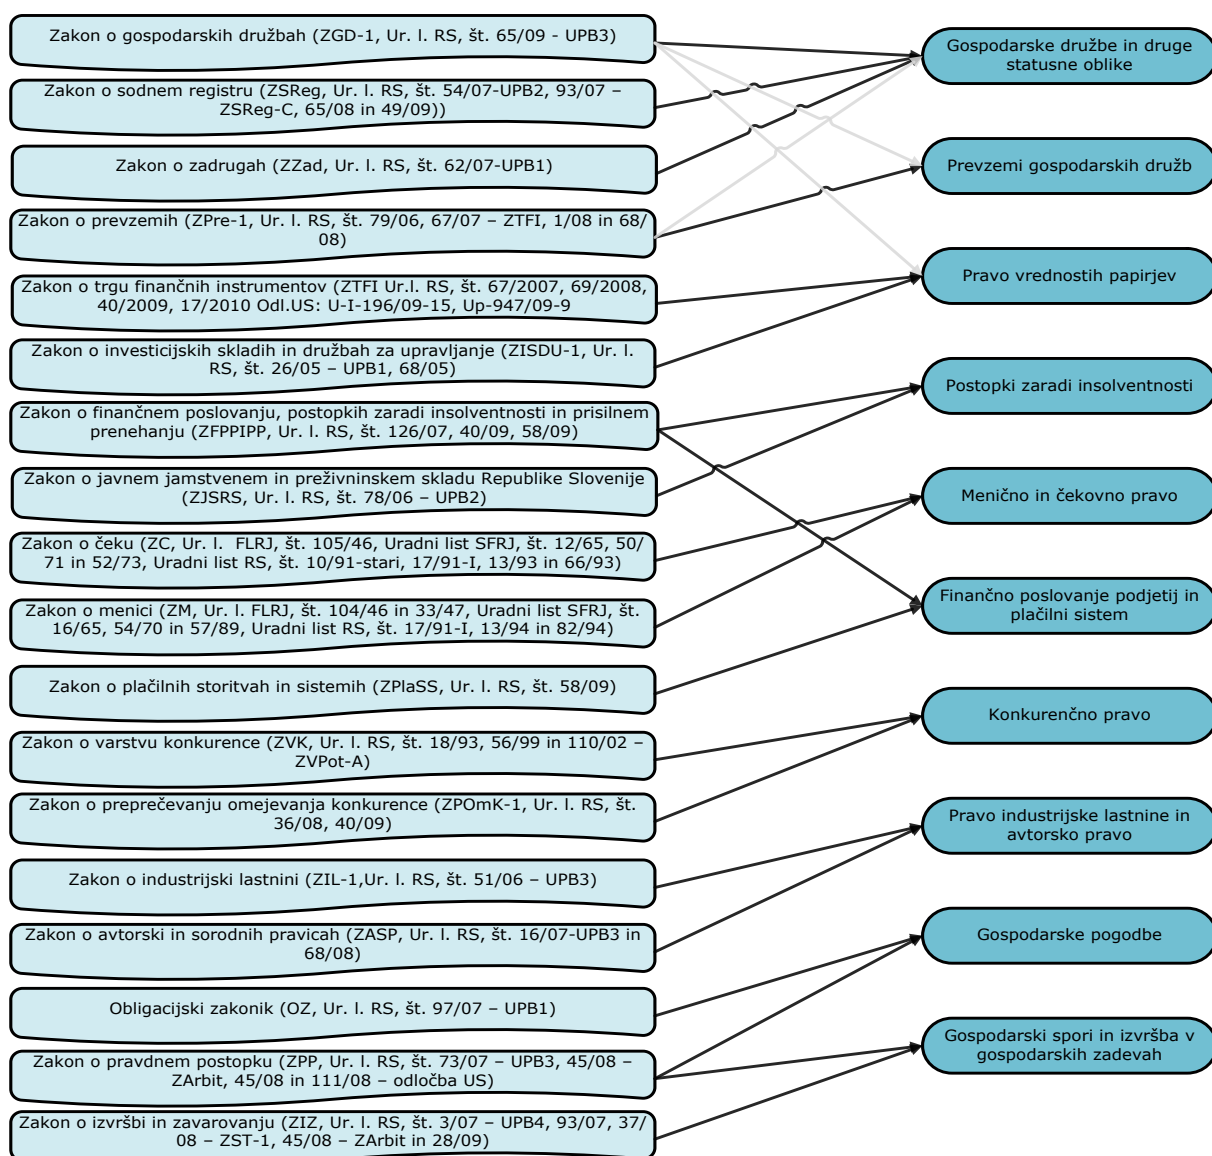 Zakon o gospodarskih družbah (ZGD-1, Ur. l. RS, št. 65/09 - UPB3)
Zakon o sodnem registru (ZSReg, Ur. l. RS, št. 54/07-UPB2, 93/07 –
ZSReg-C, 65/08 in 49/09))
Zakon o zadrugah (ZZad, Ur. l. RS, št. 62/07-UPB1)
Zakon o prevzemih (ZPre-1, Ur. l. RS, št. 79/06, 67/07 – ZTFI, 1/08 in 68/
08)
Zakon o trgu finančnih instrumentov (ZTFI Ur.l. RS, št. 67/2007, 69/2008,
40/2009, 17/2010 Odl.US: U-I-196/09-15, Up-947/09-9
Zakon o investicijskih skladih in družbah za upravljanje (ZISDU-1, Ur. l.
RS, št. 26/05 – UPB1, 68/05)
Zakon o finančnem poslovanju, postopkih zaradi insolventnosti in prisilnem
prenehanju (ZFPPIPP, Ur. l. RS, št. 126/07, 40/09, 58/09)
Zakon o javnem jamstvenem in preživninskem skladu Republike Slovenije
(ZJSRS, Ur. l. RS, št. 78/06 – UPB2)
Zakon o čeku (ZC, Ur. l.  FLRJ, št. 105/46, Uradni list SFRJ, št. 12/65, 50/
71 in 52/73, Uradni list RS, št. 10/91-stari, 17/91-I, 13/93 in 66/93)
Zakon o menici (ZM, Ur. l. FLRJ, št. 104/46 in 33/47, Uradni list SFRJ, št.
16/65, 54/70 in 57/89, Uradni list RS, št. 17/91-I, 13/94 in 82/94)
Zakon o plačilnih storitvah in sistemih (ZPlaSS, Ur. l. RS, št. 58/09)
Zakon o varstvu konkurence (ZVK, Ur. l. RS, št. 18/93, 56/99 in 110/02 –
ZVPot-A)
Zakon o preprečevanju omejevanja konkurence (ZPOmK-1, Ur. l. RS, št.
36/08, 40/09)
Zakon o industrijski lastnini (ZIL-1,Ur. l. RS, št. 51/06 – UPB3)
Zakon o avtorski in sorodnih pravicah (ZASP, Ur. l. RS, št. 16/07-UPB3 in
68/08)
Obligacijski zakonik (OZ, Ur. l. RS, št. 97/07 – UPB1)
Zakon o pravdnem postopku (ZPP, Ur. l. RS, št. 73/07 – UPB3, 45/08 –
ZArbit, 45/08 in 111/08 – odločba US)
Zakon o izvršbi in zavarovanju (ZIZ, Ur. l. RS, št. 3/07 – UPB4, 93/07, 37/
08 – ZST-1, 45/08 – ZArbit in 28/09)
Gospodarske družbe in druge
statusne oblike
Prevzemi gospodarskih družb
Pravo vrednostih papirjev
Postopki zaradi insolventnosti
Menično in čekovno pravo
Finančno poslovanje podjetij in
plačilni sistem
Konkurenčno pravo
Pravo industrijske lastnine in
avtorsko pravo
Gospodarske pogodbe
Gospodarski spori in izvršba v
gospodarskih zadevah